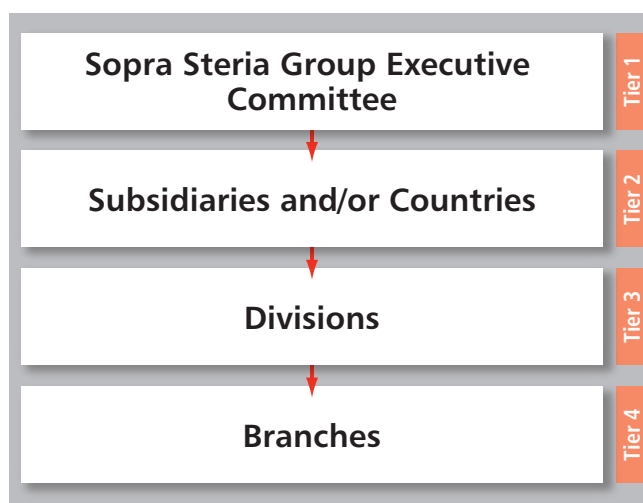 Sopra Steria Group Executive
Committee
Tier 1
Subsidiaries and/or Countries
Tier 2
Divisions
Tier 3
Branches
Tier 4